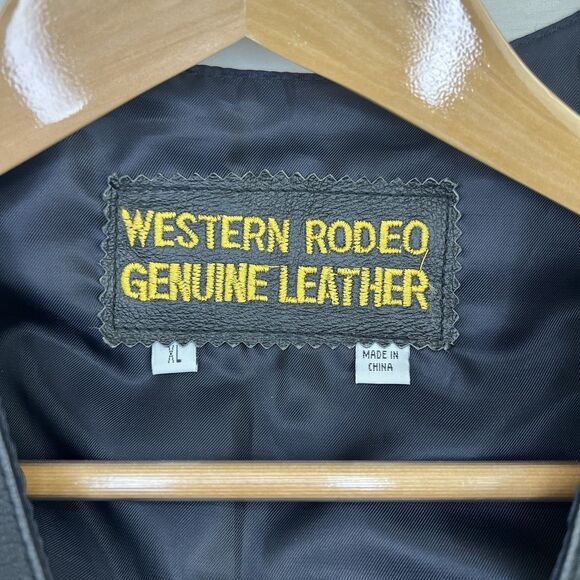 WESTERN RODEO
GENUINE LEATHER
XL
MADE IN
CHINA